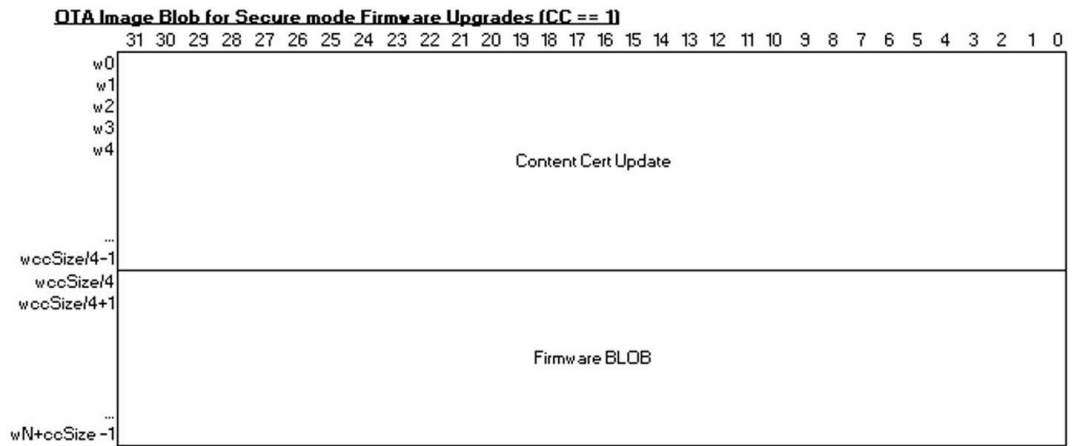 OTA Image Blob for Secure mode Firmware Upgrades (CC == 1)
31 30 29 28 27 26 25 24 23 22 21 20 19 18 17 16 15 14 13 12 11 10 9 8 7 6 5 4 3 2 1 0
w0
w1
w2
w3
w4
Content Cert Update
...
wccSize/4-1
wccSize/4
wccSize/4+1
Firmware BLOB
...
wN+ccSize -1